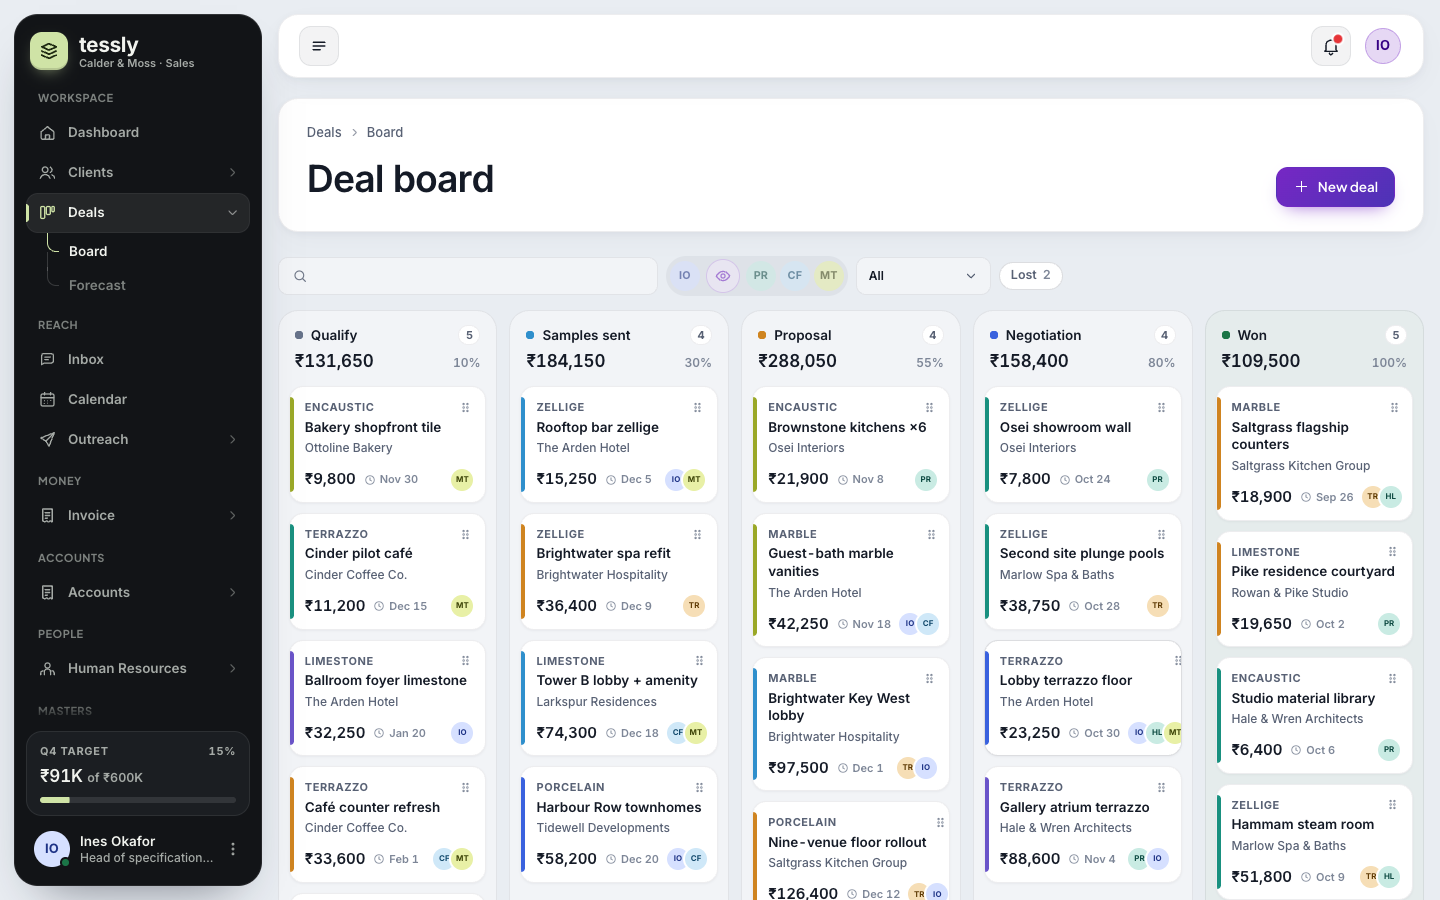 tessly
Calder & Moss · Sales
WORKSPACE
Dashboard
Clients
Deals
Board
Forecast
REACH
Inbox
Calendar
Outreach
MONEY
Invoice
ACCOUNTS
Accounts
PEOPLE
Human Resources
MASTERS
Q4 TARGET 15%
₹91K of ₹600K
IO Ines Okafor
Head of specification...
IO
Deals > Board
Deal board
+ New deal
IO PR CF MT All Lost 2
Qualify 5
₹131,650 10%
ENCAUSTIC
Bakery shopfront tile
Ottoline Bakery
₹9,800 Nov 30 MT
TERRAZZO
Cinder pilot café
Cinder Coffee Co.
₹11,200 Dec 15 MT
LIMESTONE
Ballroom foyer limestone
The Arden Hotel
₹32,250 Jan 20 IO
TERRAZZO
Café counter refresh
Cinder Coffee Co.
₹33,600 Feb 1 CF MT
Samples sent 4
₹184,150 30%
ZELLIGE
Rooftop bar zellige
The Arden Hotel
₹15,250 Dec 5 IO MT
ZELLIGE
Brightwater spa refit
Brightwater Hospitality
₹36,400 Dec 9 TR
LIMESTONE
Tower B lobby + amenity
Larkspur Residences
₹74,300 Dec 18 CF MT
PORCELAIN
Harbour Row townhomes
Tidewell Developments
₹58,200 Dec 20 IO CF
Proposal 4
₹288,050 55%
ENCAUSTIC
Brownstone kitchens ×6
Osei Interiors
₹21,900 Nov 8 PR
MARBLE
Guest-bath marble
vanities
The Arden Hotel
₹42,250 Nov 18 IO CF
MARBLE
Brightwater Key West
lobby
Brightwater Hospitality
₹97,500 Dec 1 TR IO
PORCELAIN
Nine-venue floor rollout
Saltgrass Kitchen Group
₹126,400 Dec 12 TR IO
Negotiation 4
₹158,400 80%
ZELLIGE
Osei showroom wall
Osei Interiors
₹7,800 Oct 24 PR
ZELLIGE
Second site plunge pools
Marlow Spa & Baths
₹38,750 Oct 28 TR
TERRAZZO
Lobby terrazzo floor
The Arden Hotel
₹23,250 Oct 30 IO HL MT
TERRAZZO
Gallery atrium terrazzo
Hale & Wren Architects
₹88,600 Nov 4 PR IO
Won 5
₹109,500 100%
MARBLE
Saltgrass flagship
counters
Saltgrass Kitchen Group
₹18,900 Sep 26 TR HL
LIMESTONE
Pike residence courtyard
Rowan & Pike Studio
₹19,650 Oct 2 PR
ENCAUSTIC
Studio material library
Hale & Wren Architects
₹6,400 Oct 6 PR
ZELLIGE
Hammam steam room
Marlow Spa & Baths
₹51,800 Oct 9 TR HL